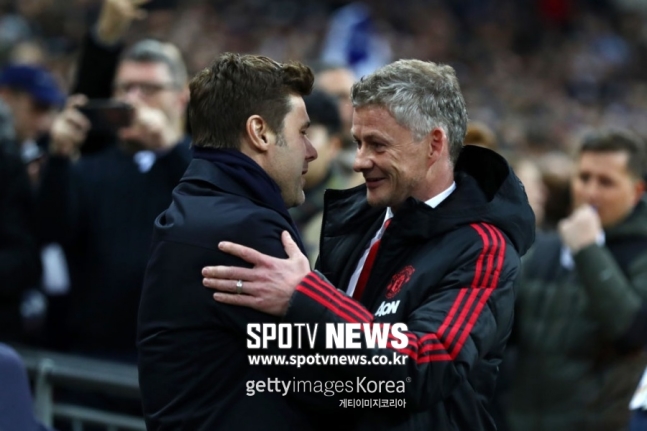 AON
SPOTV NEWS
www.SPOTVNEWS.co.kr
gettyimages Korea®
게티이미지코리아